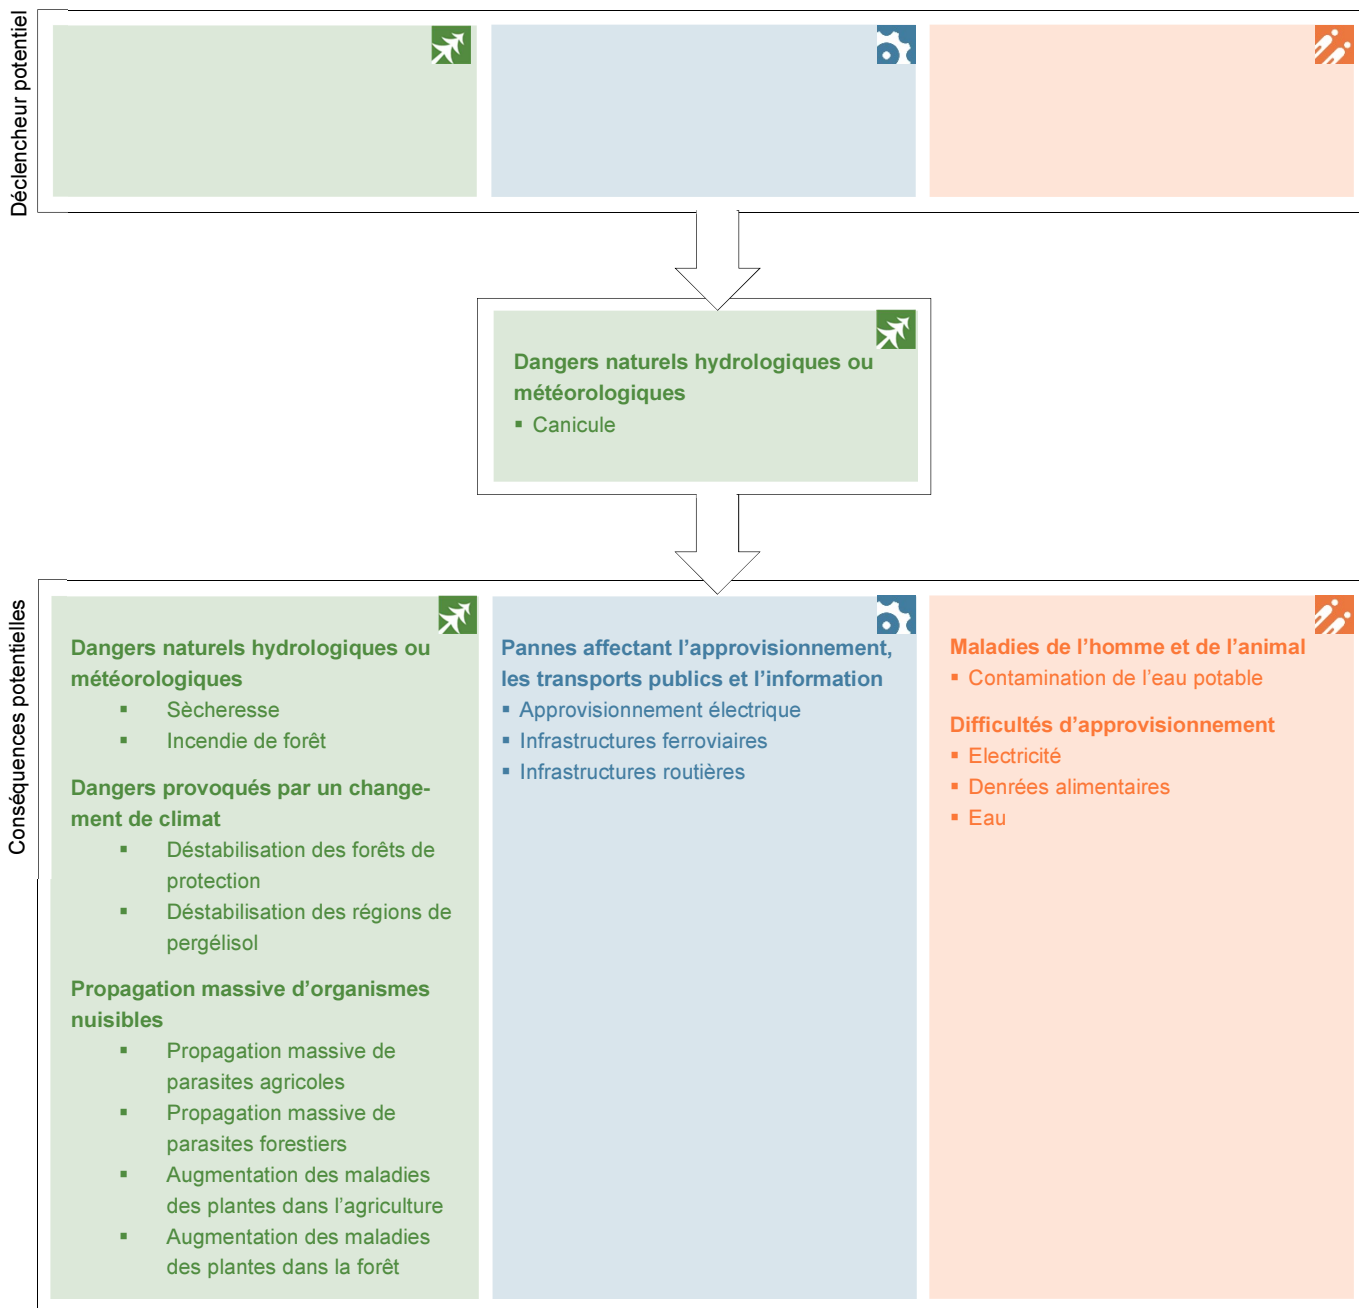 Déclencheur potentiel
Dangers naturels hydrologiques ou
météorologiques
▪ Canicule
Conséquences potentielles
Dangers naturels hydrologiques ou
météorologiques
▪ Sècheresse
▪ Incendie de forêt
Dangers provoqués par un change-
ment de climat
▪ Déstabilisation des forêts de
protection
▪ Déstabilisation des régions de
pergélisol
Propagation massive d’organismes
nuisibles
▪ Propagation massive de
parasites agricoles
▪ Propagation massive de
parasites forestiers
▪ Augmentation des maladies
des plantes dans l’agriculture
▪ Augmentation des maladies
des plantes dans la forêt
Pannes affectant l’approvisionnement,
les transports publics et l’information
▪ Approvisionnement électrique
▪ Infrastructures ferroviaires
▪ Infrastructures routières
Maladies de l’homme et de l’animal
▪ Contamination de l’eau potable
Difficultés d’approvisionnement
▪ Electricité
▪ Denrées alimentaires
▪ Eau